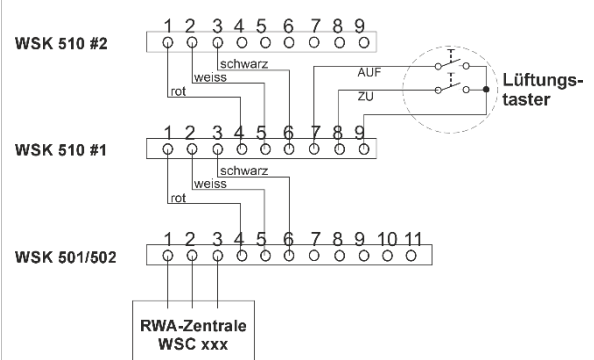 1 2 3 4 5 6 7 8 9
WSK 510 #2
schwarz
weiss
rot
AUF
ZU
Lüftungs-
taster
1 2 3 4 5 6 7 8 9
WSK 510 #1
schwarz
weiss
rot
1 2 3 4 5 6 7 8 9 10 11
WSK 501/502
RWA-Zentrale
WSC xxx